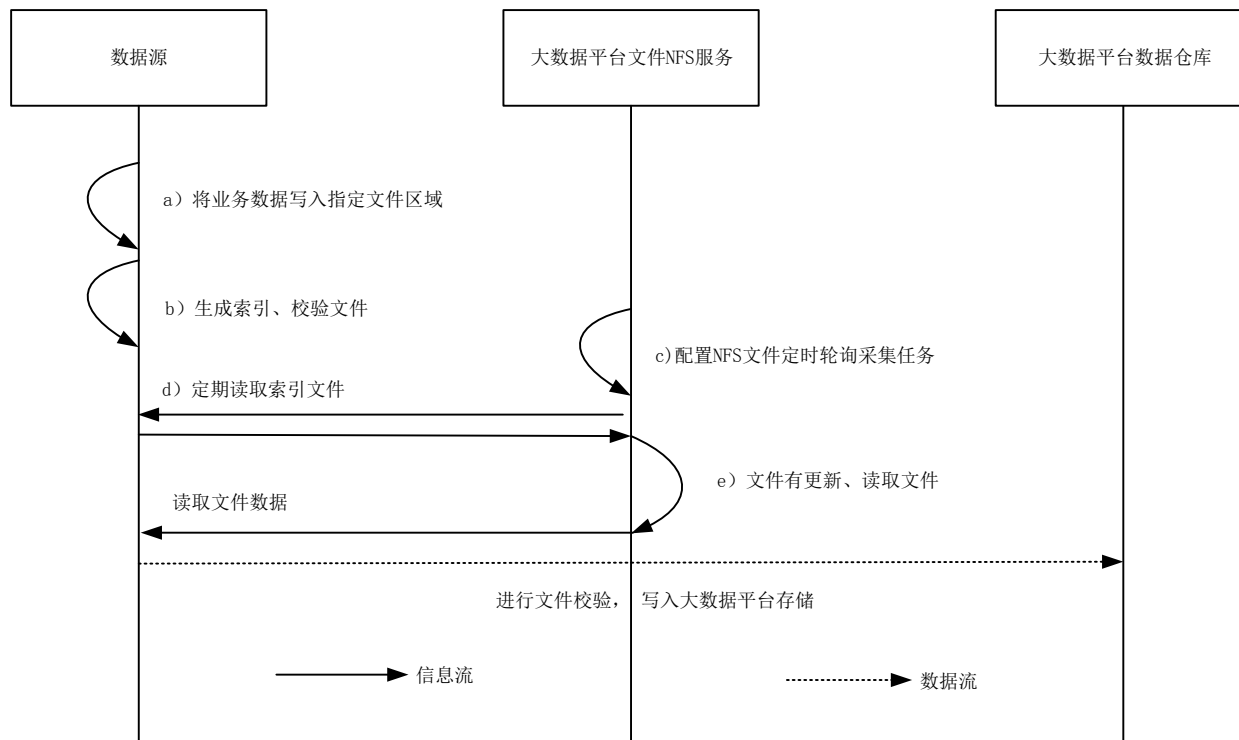 数据源
大数据平台文件NFS服务
大数据平台数据仓库
a）将业务数据写入指定文件区域
b）生成索引、校验文件
c)配置NFS文件定时轮询采集任务
d）定期读取索引文件
e）文件有更新、读取文件
读取文件数据
进行文件校验， 写入大数据平台存储
信息流
数据流